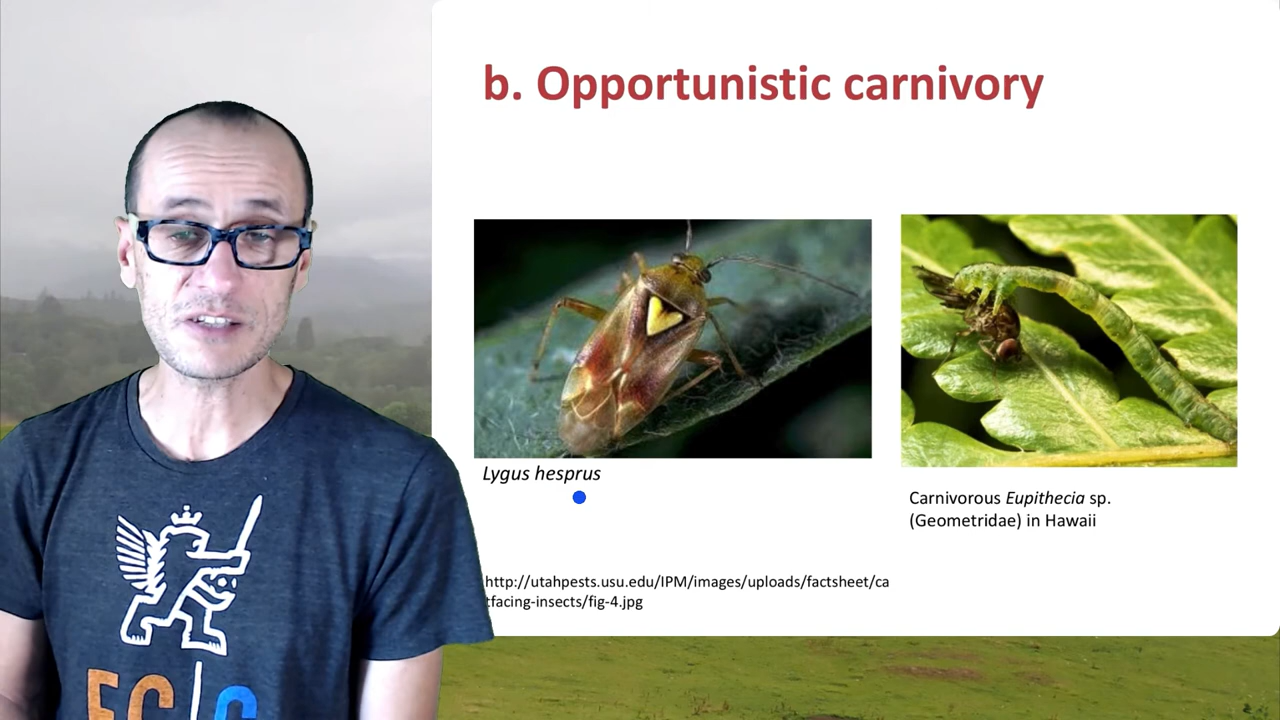 b. Opportunistic carnivory
Lygus hesprus
Carnivorous Eupithecia sp.
(Geometridae) in Hawaii
http://utahpests.usu.edu/IPM/images/uploads/factsheet/ca
tfacing-insects/fig-4.jpg